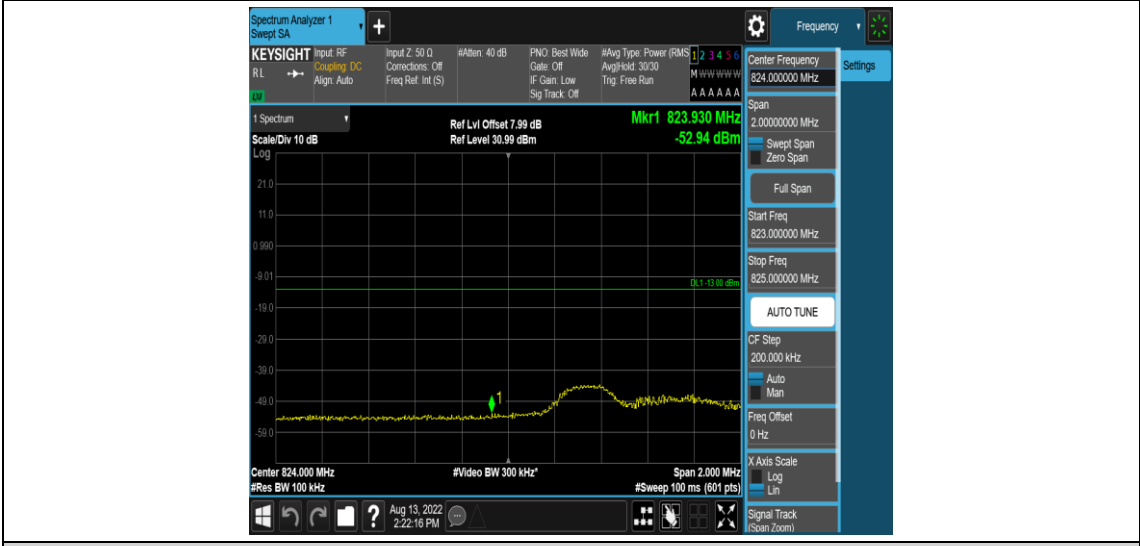 Spectrum Analyzer 1
Swept SA
+
Frequency
KEYSIGHT
RL
LXI
Input: RF
Coupling: DC
Align: Auto
Input Z: 50 Ω
Corrections: Off
Freq Ref: Int (S)
#Atten: 40 dB
PNO: Best Wide
Gate: Off
IF Gain: Low
Sig Track: Off
#Avg Type: Power (RMS
Avg|Hold: 30/30
Trig: Free Run
1 2 3 4 5 6
M W W W W W
A A A A A A
1 Spectrum
Scale/Div 10 dB
Log
Ref Lvl Offset 7.99 dB
Ref Level 30.99 dBm
Mkr1 823.930 MHz
-52.94 dBm
21.0
11.0
0.990
-9.01
DL1 -13.00 dBm
-19.0
-29.0
-39.0
-49.0
1
-59.0
Center 824.000 MHz
#Res BW 100 kHz
#Video BW 300 kHz*
Span 2.000 MHz
#Sweep 100 ms (601 pts)
?
Aug 13, 2022
2:22:16 PM
Center Frequency
824.000000 MHz
Settings
Span
2.00000000 MHz
Swept Span
Zero Span
Full Span
Start Freq
823.000000 MHz
Stop Freq
825.000000 MHz
AUTO TUNE
CF Step
200.000 kHz
Auto
Man
Freq Offset
0 Hz
X Axis Scale
Log
Lin
Signal Track
(Span Zoom)